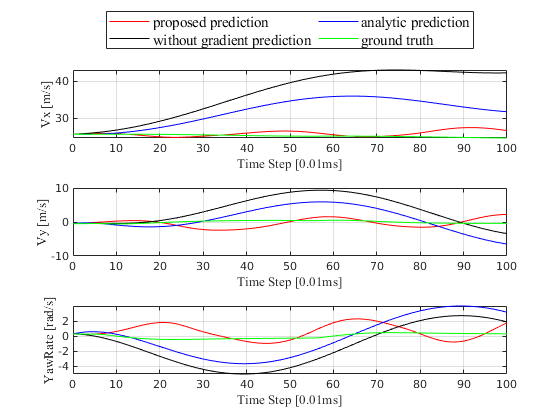 proposed prediction analytic prediction
without gradient prediction ground truth
40
30
Vx [m/s]
0 10 20 30 40 50 60 70 80 90 100
Time Step [0.01ms]
10
0
-10
Vy [m/s]
0 10 20 30 40 50 60 70 80 90 100
Time Step [0.01ms]
2
0
-2
-4
YawRate [rad/s]
0 10 20 30 40 50 60 70 80 90 100
Time Step [0.01ms]